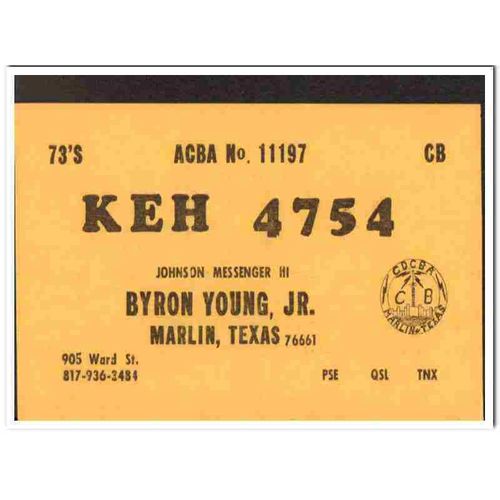 73'S ACBA No. 11197 CB
KEH 4754
JOHNSON MESSENGER III
BYRON YOUNG, JR.
MARLIN, TEXAS 76661
CDCBA
C B
MARLIN, TEXAS
905 Ward St.
817-936-3484
PSE QSL TNX